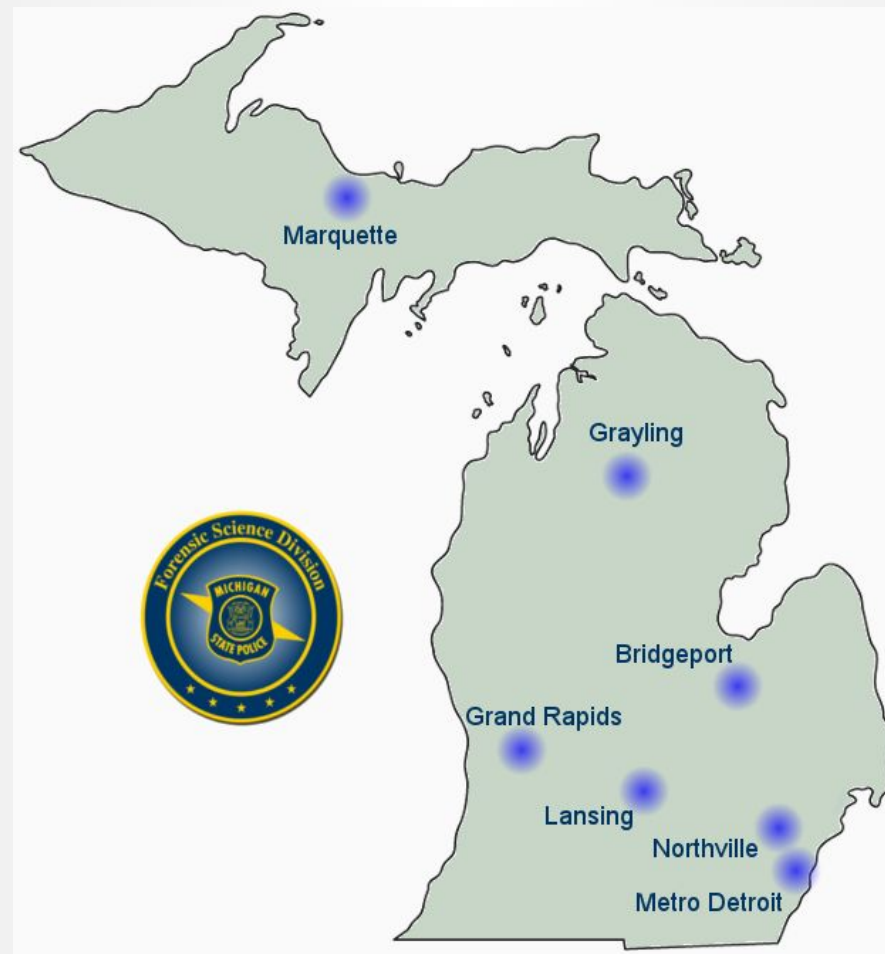 Marquette
Grayling
Forensic Science Division
MICHIGAN
STATE POLICE
Bridgeport
Grand Rapids
Lansing
Northville
Metro Detroit